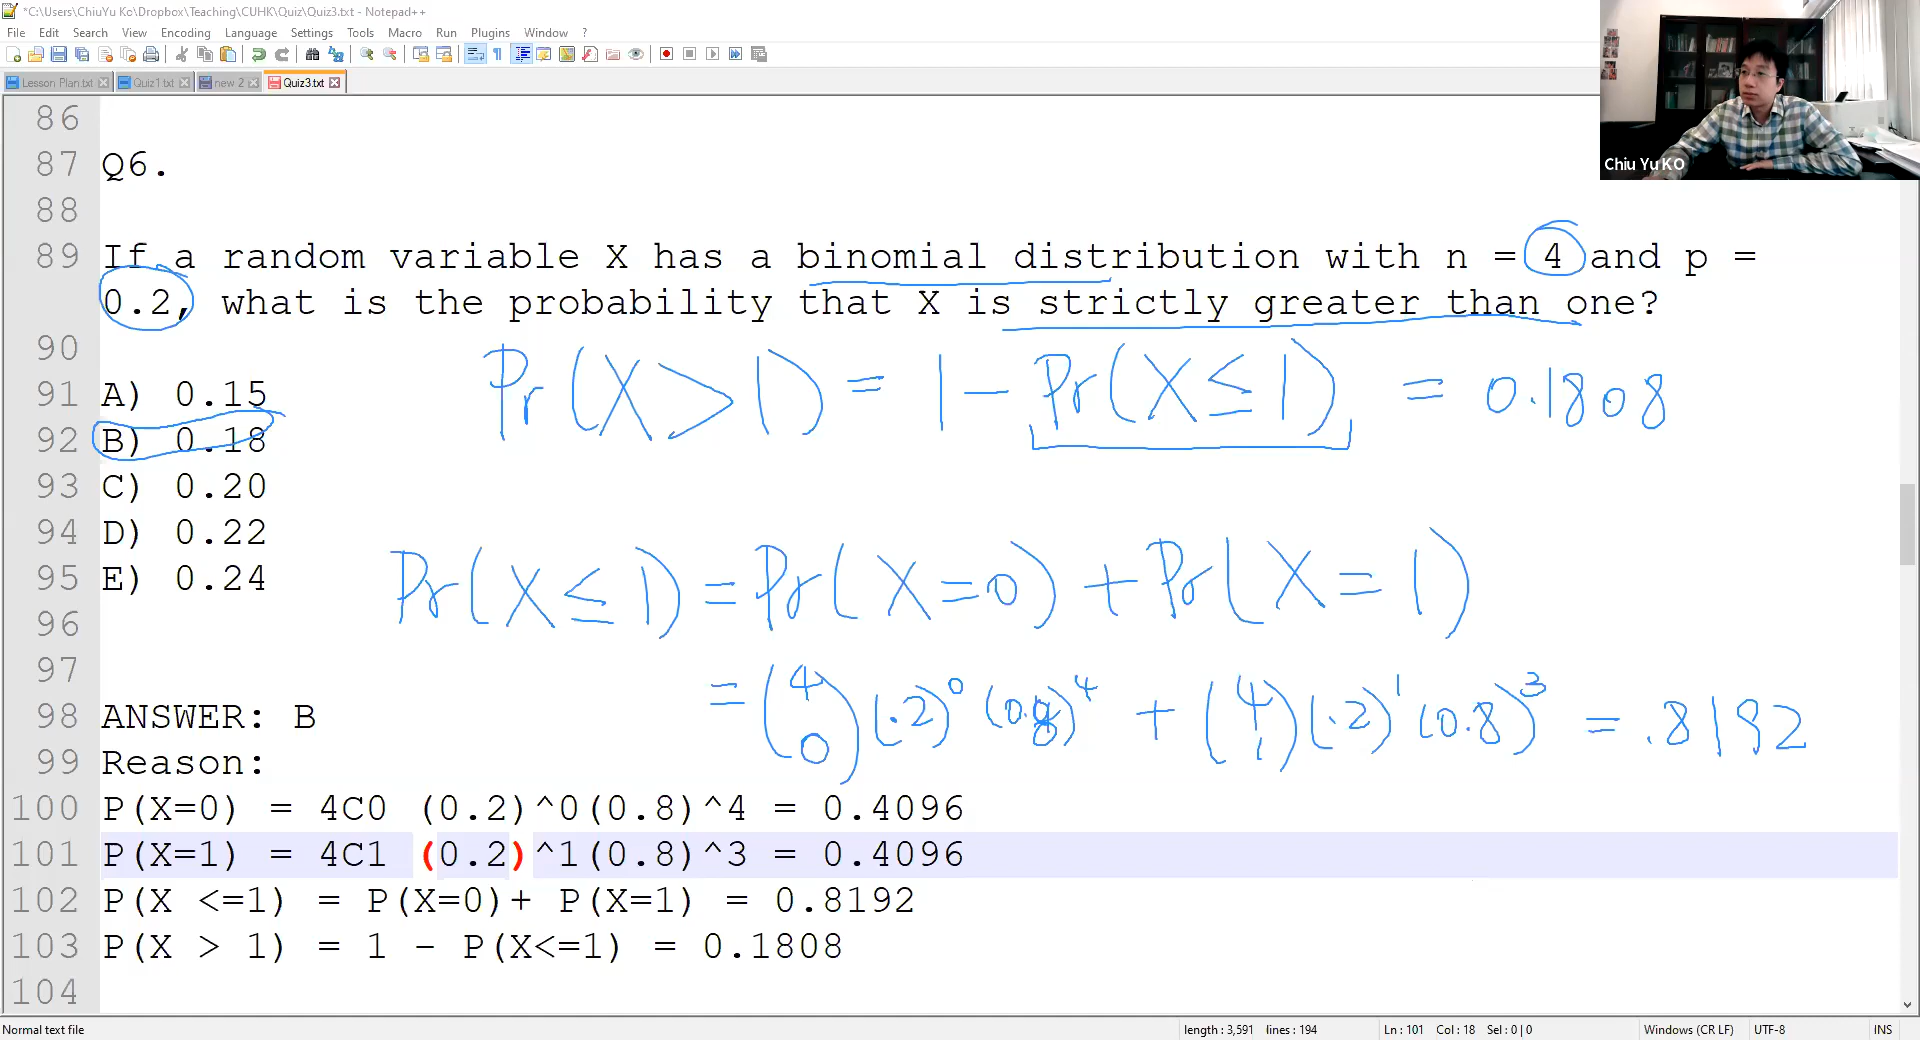 *C:\Users\ChiuYu Ko\Dropbox\Teaching\CUHK\Quiz\Quiz3.txt - Notepad++
File Edit Search View Encoding Language Settings Tools Macro Run Plugins Window ?
Lesson Plan.txt Quiz1.txt new 2 Quiz3.txt
Chiu Yu KO
86
87 Q6.
88
89 If a random variable X has a binomial distribution with n = 4 and p =
0.2, what is the probability that X is strictly greater than one?
90
Pr(X>1) = 1 - Pr(X≤1) = 0.1808
91 A) 0.15
92 B) 0.18
93 C) 0.20
94 D) 0.22
95 E) 0.24
Pr(X≤1) = Pr(X=0) + Pr(X=1)
96
97
= (4 0)(.2)^0 (0.8)^4 + (4 1)(.2)^1 (0.8)^3 = .8192
98 ANSWER: B
99 Reason:
100 P(X=0) = 4C0 (0.2)^0(0.8)^4 = 0.4096
101 P(X=1) = 4C1 (0.2)^1(0.8)^3 = 0.4096
102 P(X <=1) = P(X=0)+ P(X=1) = 0.8192
103 P(X > 1) = 1 - P(X<=1) = 0.1808
104
Normal text file length : 3,591 lines : 194 Ln : 101 Col : 18 Sel : 0 | 0 Windows (CR LF) UTF-8 INS